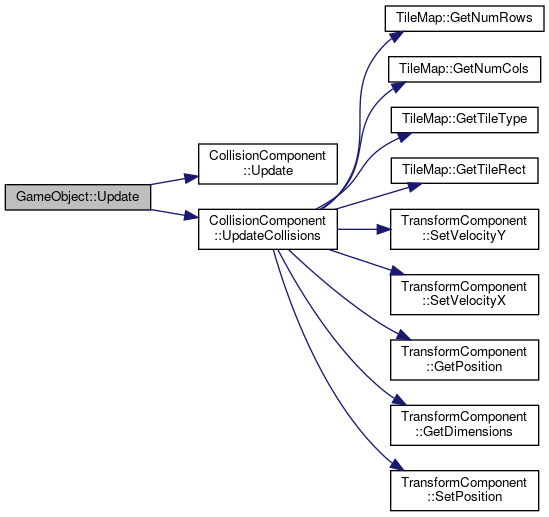 GameObject::Update
CollisionComponent
::Update
CollisionComponent
::UpdateCollisions
TileMap::GetNumRows
TileMap::GetNumCols
TileMap::GetTileType
TileMap::GetTileRect
TransformComponent
::SetVelocityY
TransformComponent
::SetVelocityX
TransformComponent
::GetPosition
TransformComponent
::GetDimensions
TransformComponent
::SetPosition